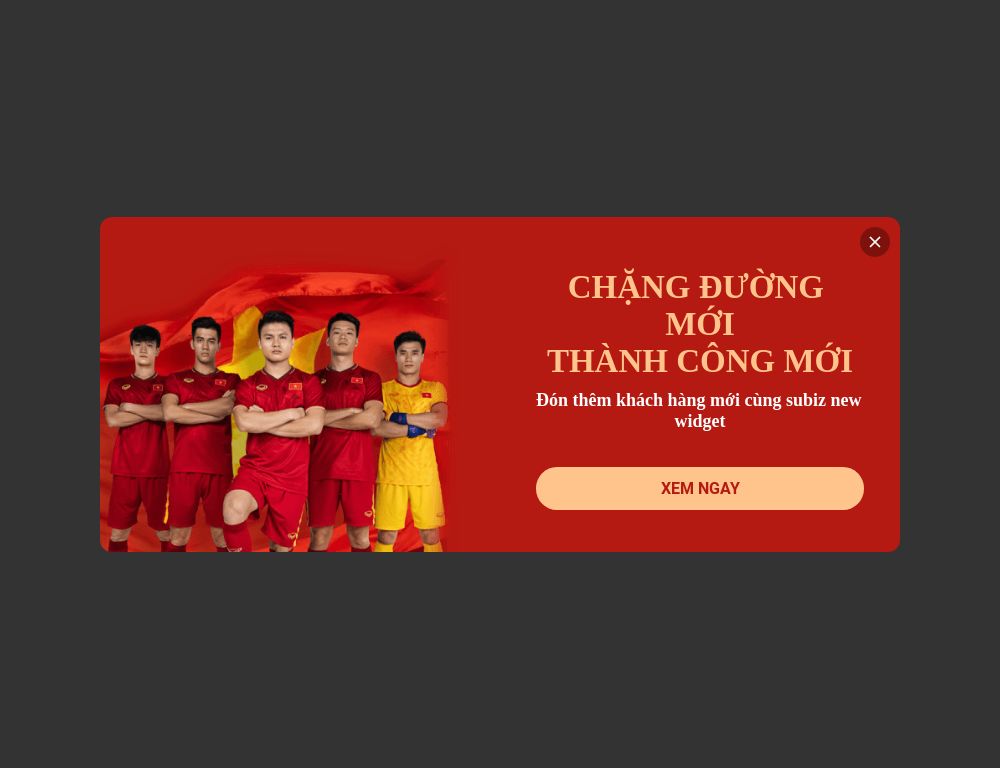 CHẶNG ĐƯỜNG
MỚI
THÀNH CÔNG MỚI
Đón thêm khách hàng mới cùng subiz new
widget
XEM NGAY